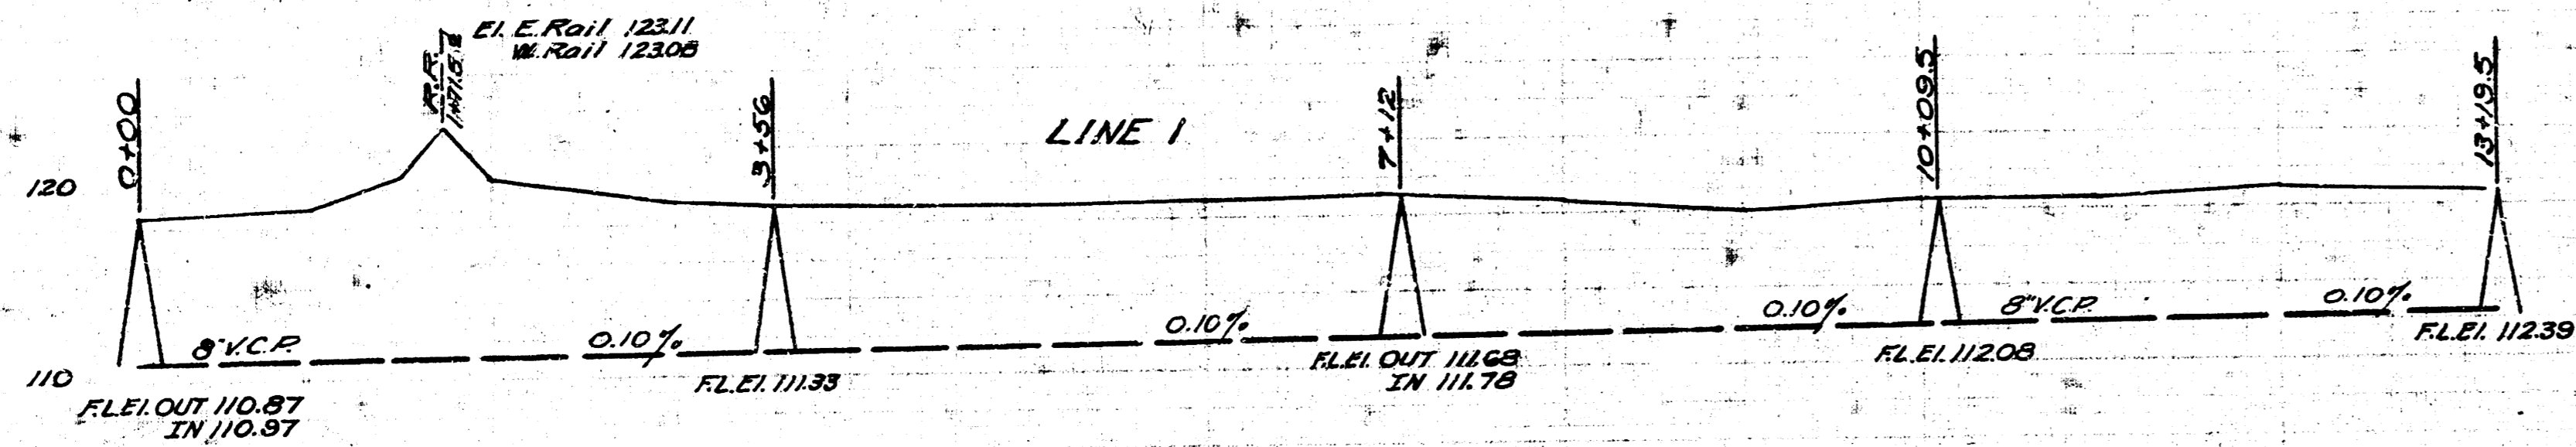 El. E. Rail 123.11
W. Rail 123.08
R.R.
0+00
3+56
LINE 1
7+12
10+09.5
13+19.5
120
8" V.C.P.
0.10%
0.10%
0.10%
8" V.C.P.
0.10%
110
F.L.El. OUT 110.87
IN 110.97
F.L.El. 111.33
F.L.El. OUT 111.68
IN 111.78
F.L.El. 112.08
F.L.El. 112.39